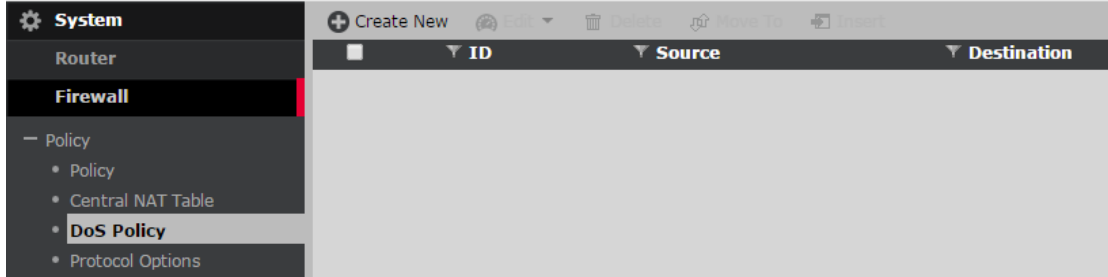 System
Router
Firewall
Policy
Policy
Central NAT Table
DoS Policy
Protocol Options
Create New Edit Delete Move To Insert
ID Source Destination